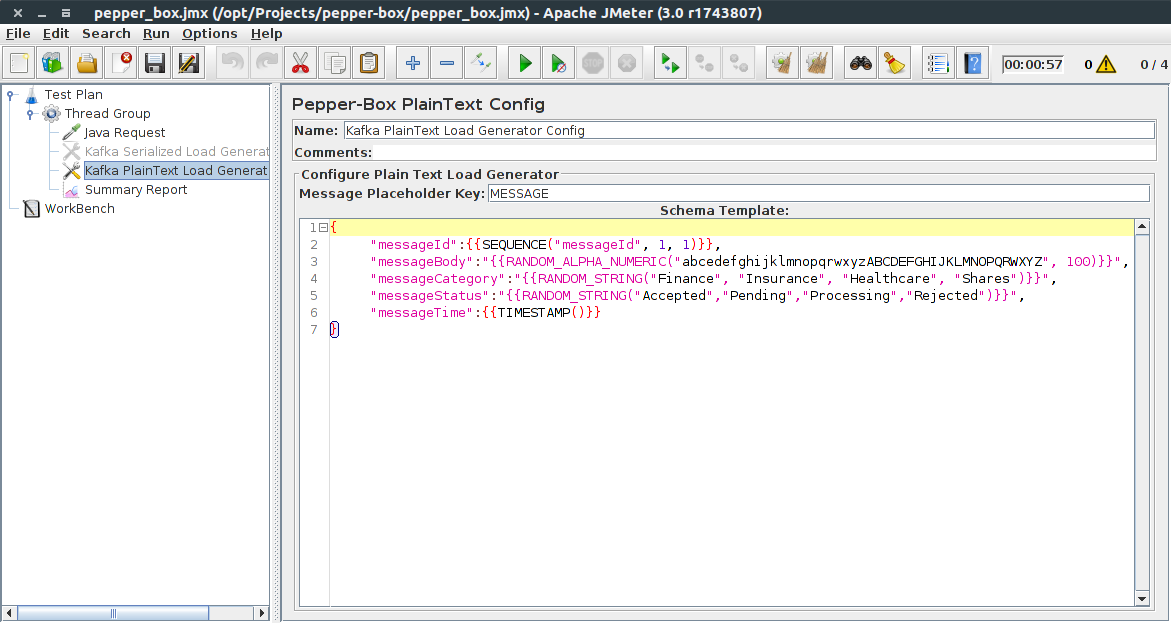 pepper_box.jmx (/opt/Projects/pepper-box/pepper_box.jmx) - Apache JMeter (3.0 r1743807)
File Edit Search Run Options Help
STOP 00:00:57 0 0 / 4
Test Plan
Thread Group
Java Request
Kafka Serialized Load Generat
Kafka PlainText Load Generat
Summary Report
WorkBench
Pepper-Box PlainText Config
Name: Kafka PlainText Load Generator Config
Comments:
Configure Plain Text Load Generator
Message Placeholder Key: MESSAGE
Schema Template:
1 {
2 "messageId":{{SEQUENCE("messageId", 1, 1)}},
3 "messageBody":"{{RANDOM_ALPHA_NUMERIC("abcedefghijklmnopqrwxyzABCDEFGHIJKLMNOPQRWXYZ", 100)}}",
4 "messageCategory":"{{RANDOM_STRING("Finance", "Insurance", "Healthcare", "Shares")}}",
5 "messageStatus":"{{RANDOM_STRING("Accepted","Pending","Processing","Rejected")}}",
6 "messageTime":{{TIMESTAMP()}}
7 }